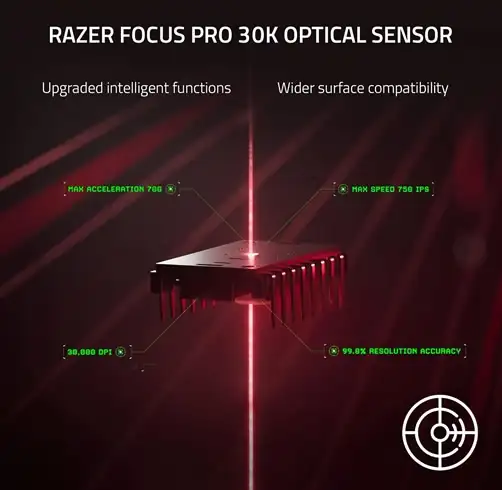 RAZER FOCUS PRO 30K OPTICAL SENSOR
Upgraded intelligent functions
Wider surface compatibility
MAX ACCELERATION 70G
MAX SPEED 750 IPS
30,000 DPI
99.8% RESOLUTION ACCURACY